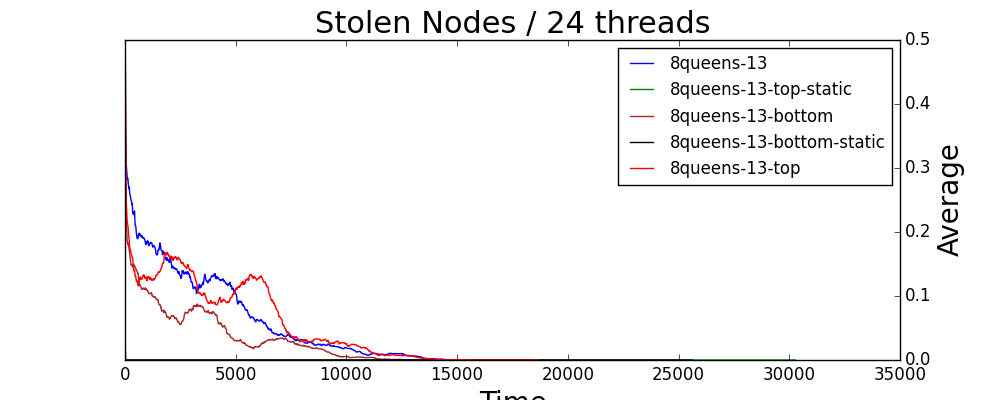 Stolen Nodes / 24 threads
8queens-13
8queens-13-top-static
8queens-13-bottom
8queens-13-bottom-static
8queens-13-top
0.5
0.4
0.3
0.2
0.1
0.0
Average
0 5000 10000 15000 20000 25000 30000 35000
Time